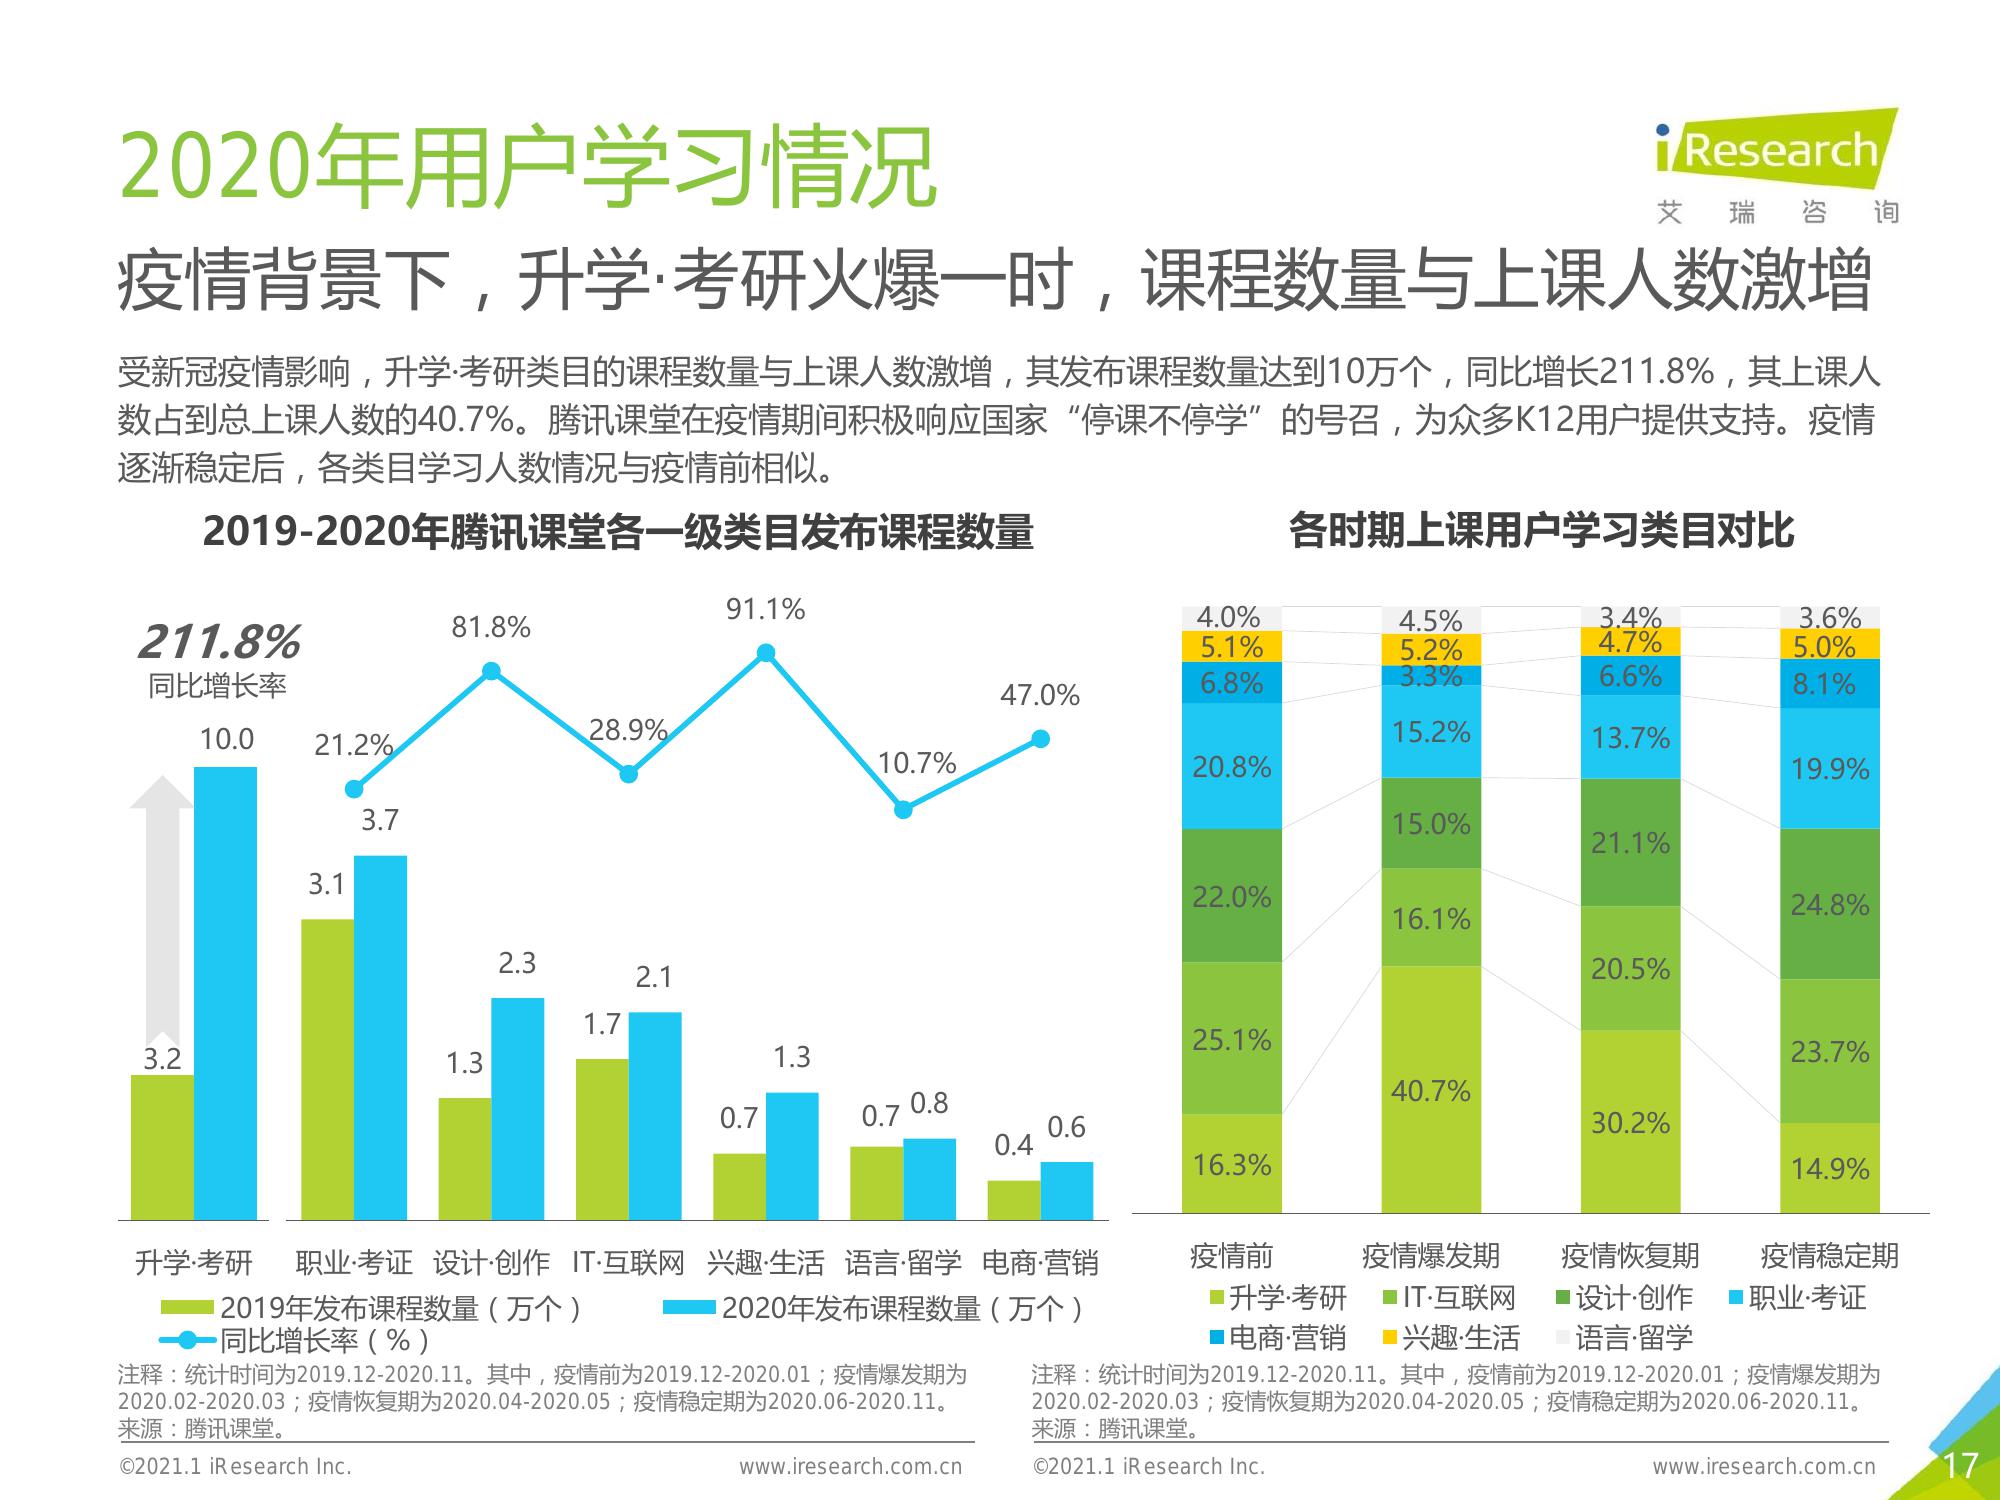 2020年用户学习情况
iResearch
艾瑞咨询
疫情背景下，升学·考研火爆一时，课程数量与上课人数激增
受新冠疫情影响，升学·考研类目的课程数量与上课人数激增，其发布课程数量达到10万个，同比增长211.8%，其上课人
数占到总上课人数的40.7%。腾讯课堂在疫情期间积极响应国家“停课不停学”的号召，为众多K12用户提供支持。疫情
逐渐稳定后，各类目学习人数情况与疫情前相似。
2019-2020年腾讯课堂各一级类目发布课程数量
211.8%
同比增长率
21.2% 81.8% 28.9% 91.1% 10.7% 47.0%
3.2 10.0 3.1 3.7 1.3 2.3 1.7 2.1 0.7 1.3 0.7 0.8 0.4 0.6
升学·考研 职业·考证 设计·创作 IT·互联网 兴趣·生活 语言·留学 电商·营销
2019年发布课程数量（万个） 2020年发布课程数量（万个）
同比增长率（%）
注释：统计时间为2019.12-2020.11。其中，疫情前为2019.12-2020.01；疫情爆发期为
2020.02-2020.03；疫情恢复期为2020.04-2020.05；疫情稳定期为2020.06-2020.11。
来源：腾讯课堂。
©2021.1 iResearch Inc. www.iresearch.com.cn
各时期上课用户学习类目对比
4.0% 4.5% 3.4% 3.6%
5.1% 5.2% 4.7% 5.0%
6.8% 3.3% 6.6% 8.1%
20.8% 15.2% 13.7% 19.9%
22.0% 15.0% 21.1% 24.8%
25.1% 16.1% 20.5% 23.7%
16.3% 40.7% 30.2% 14.9%
疫情前 疫情爆发期 疫情恢复期 疫情稳定期
升学·考研 IT·互联网 设计·创作 职业·考证
电商·营销 兴趣·生活 语言·留学
注释：统计时间为2019.12-2020.11。其中，疫情前为2019.12-2020.01；疫情爆发期为
2020.02-2020.03；疫情恢复期为2020.04-2020.05；疫情稳定期为2020.06-2020.11。
来源：腾讯课堂。
©2021.1 iResearch Inc. www.iresearch.com.cn
17